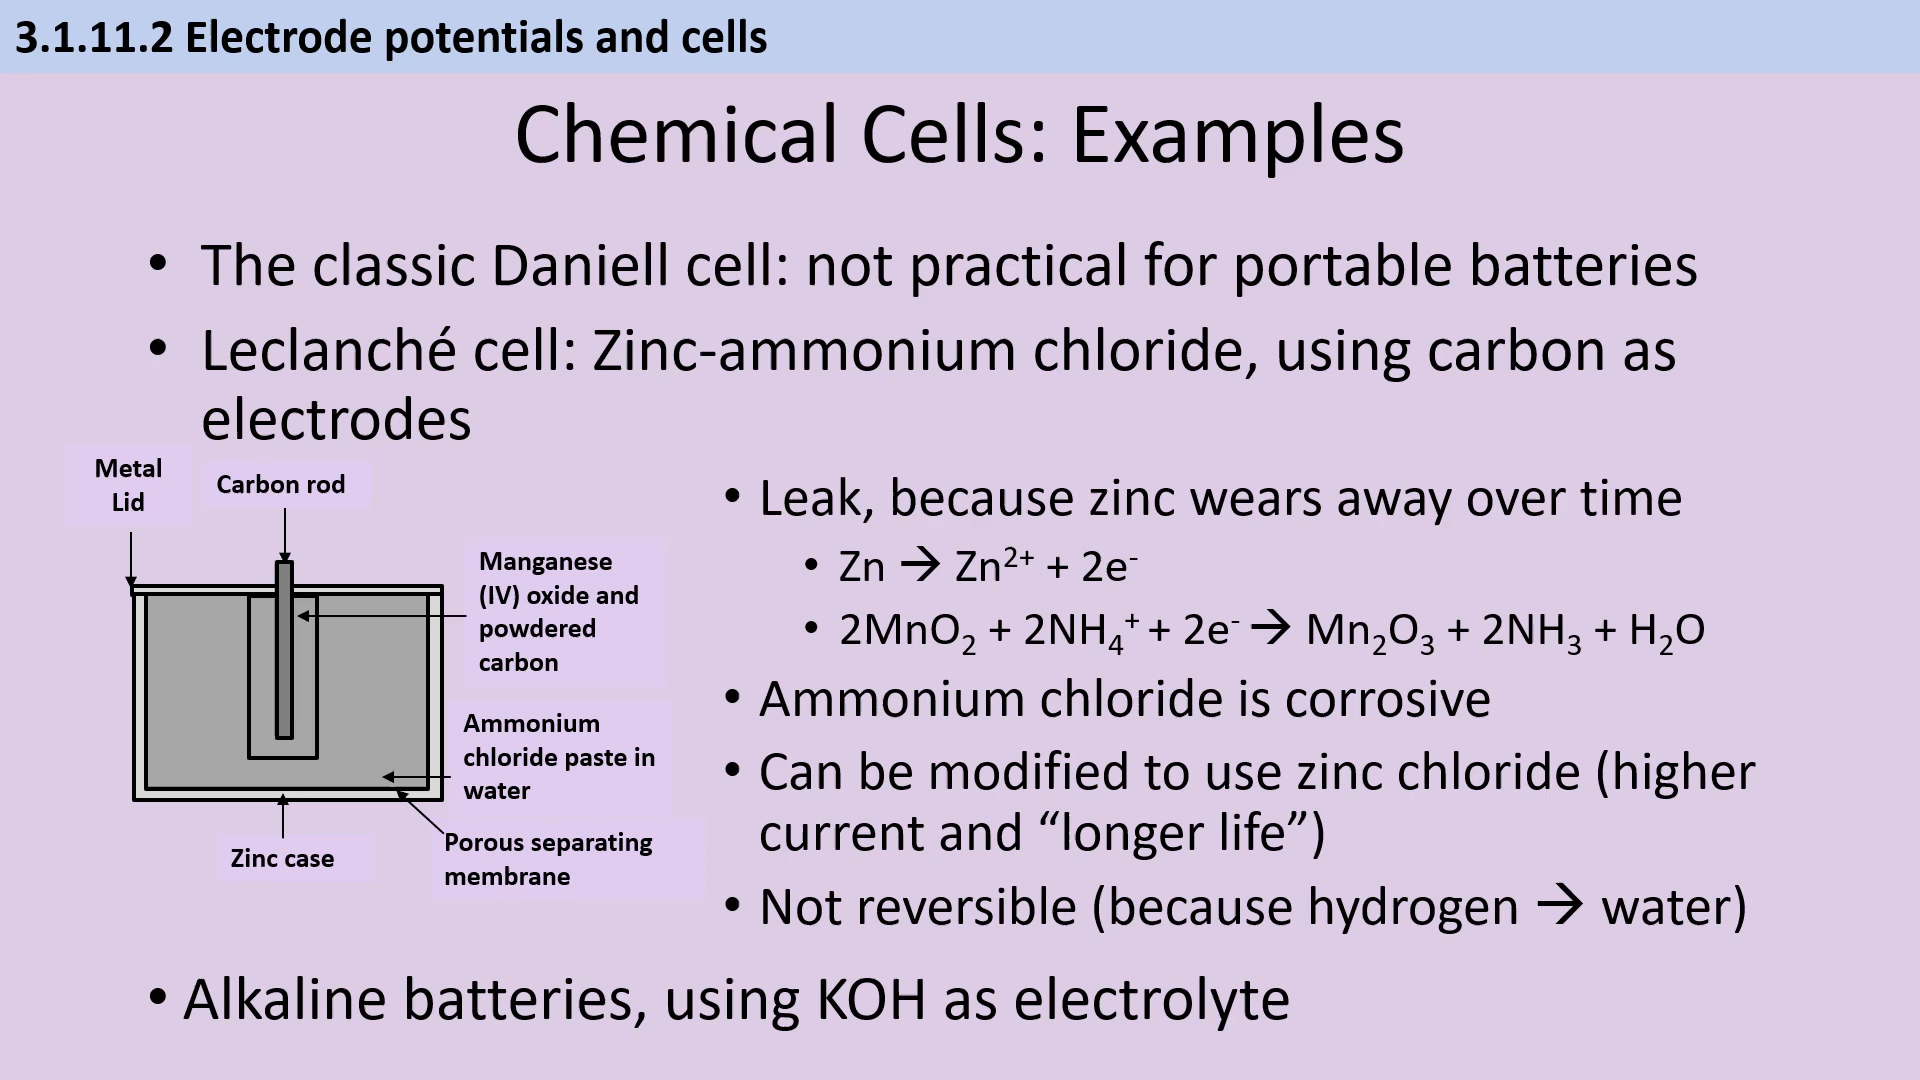 3.1.11.2 Electrode potentials and cells
Chemical Cells: Examples
• The classic Daniell cell: not practical for portable batteries
• Leclanché cell: Zinc-ammonium chloride, using carbon as
electrodes
Metal
Lid
Carbon rod
Manganese
(IV) oxide and
powdered
carbon
Ammonium
chloride paste in
water
Porous separating
membrane
Zinc case
• Leak, because zinc wears away over time
• Zn → Zn²⁺ + 2e⁻
• 2MnO₂ + 2NH₄⁺ + 2e⁻ → Mn₂O₃ + 2NH₃ + H₂O
• Ammonium chloride is corrosive
• Can be modified to use zinc chloride (higher
current and “longer life”)
• Not reversible (because hydrogen → water)
• Alkaline batteries, using KOH as electrolyte